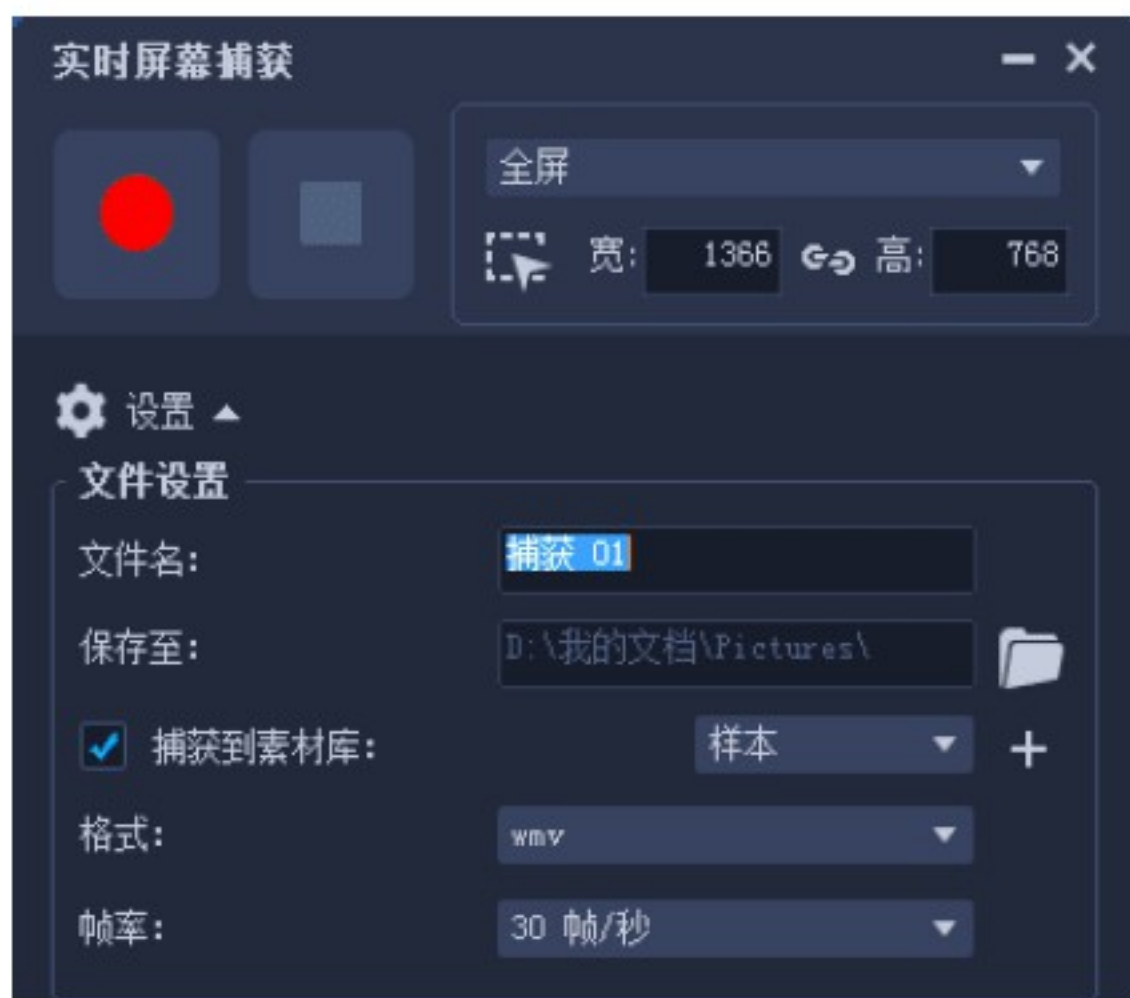 实时屏幕捕获
全屏
宽: 1366 高: 768
设置
文件设置
文件名: 捕获 01
保存至: D:\我的文档\Pictures\
捕获到素材库: 样本
格式: wmv
帧率: 30 帧/秒